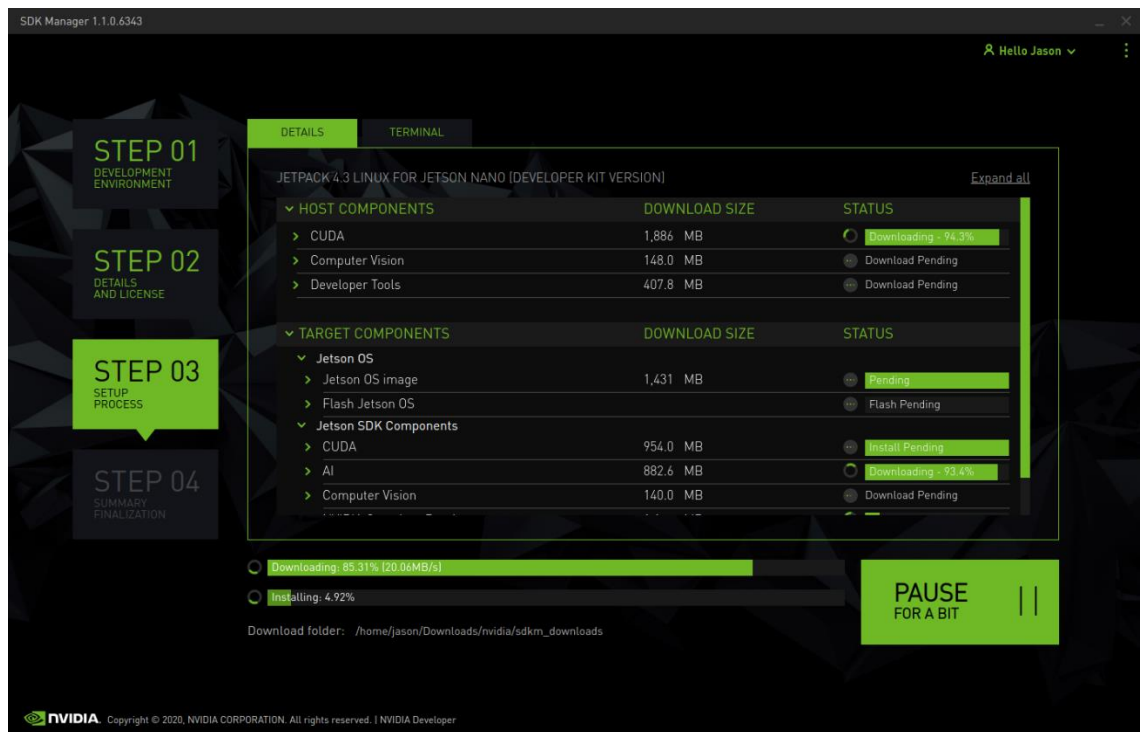 SDK Manager 1.1.0.6343
Hello Jason
STEP 01
DEVELOPMENT
ENVIRONMENT
STEP 02
DETAILS
AND LICENSE
STEP 03
SETUP
PROCESS
STEP 04
SUMMARY
FINALIZATION
DETAILS TERMINAL
JETPACK 4.3 LINUX FOR JETSON NANO [DEVELOPER KIT VERSION] Expand all
HOST COMPONENTS DOWNLOAD SIZE STATUS
CUDA 1,886 MB Downloading - 94.3%
Computer Vision 148.0 MB Download Pending
Developer Tools 407.8 MB Download Pending
TARGET COMPONENTS DOWNLOAD SIZE STATUS
Jetson OS
Jetson OS image 1,431 MB Pending
Flash Jetson OS Flash Pending
Jetson SDK Components
CUDA 954.0 MB Install Pending
AI 882.6 MB Downloading - 93.4%
Computer Vision 140.0 MB Download Pending
Downloading: 85.31% (20.06MB/s)
Installing: 4.92%
Download folder: /home/jason/Downloads/nvidia/sdkm_downloads
PAUSE
FOR A BIT
NVIDIA. Copyright © 2020, NVIDIA CORPORATION. All rights reserved. | NVIDIA Developer